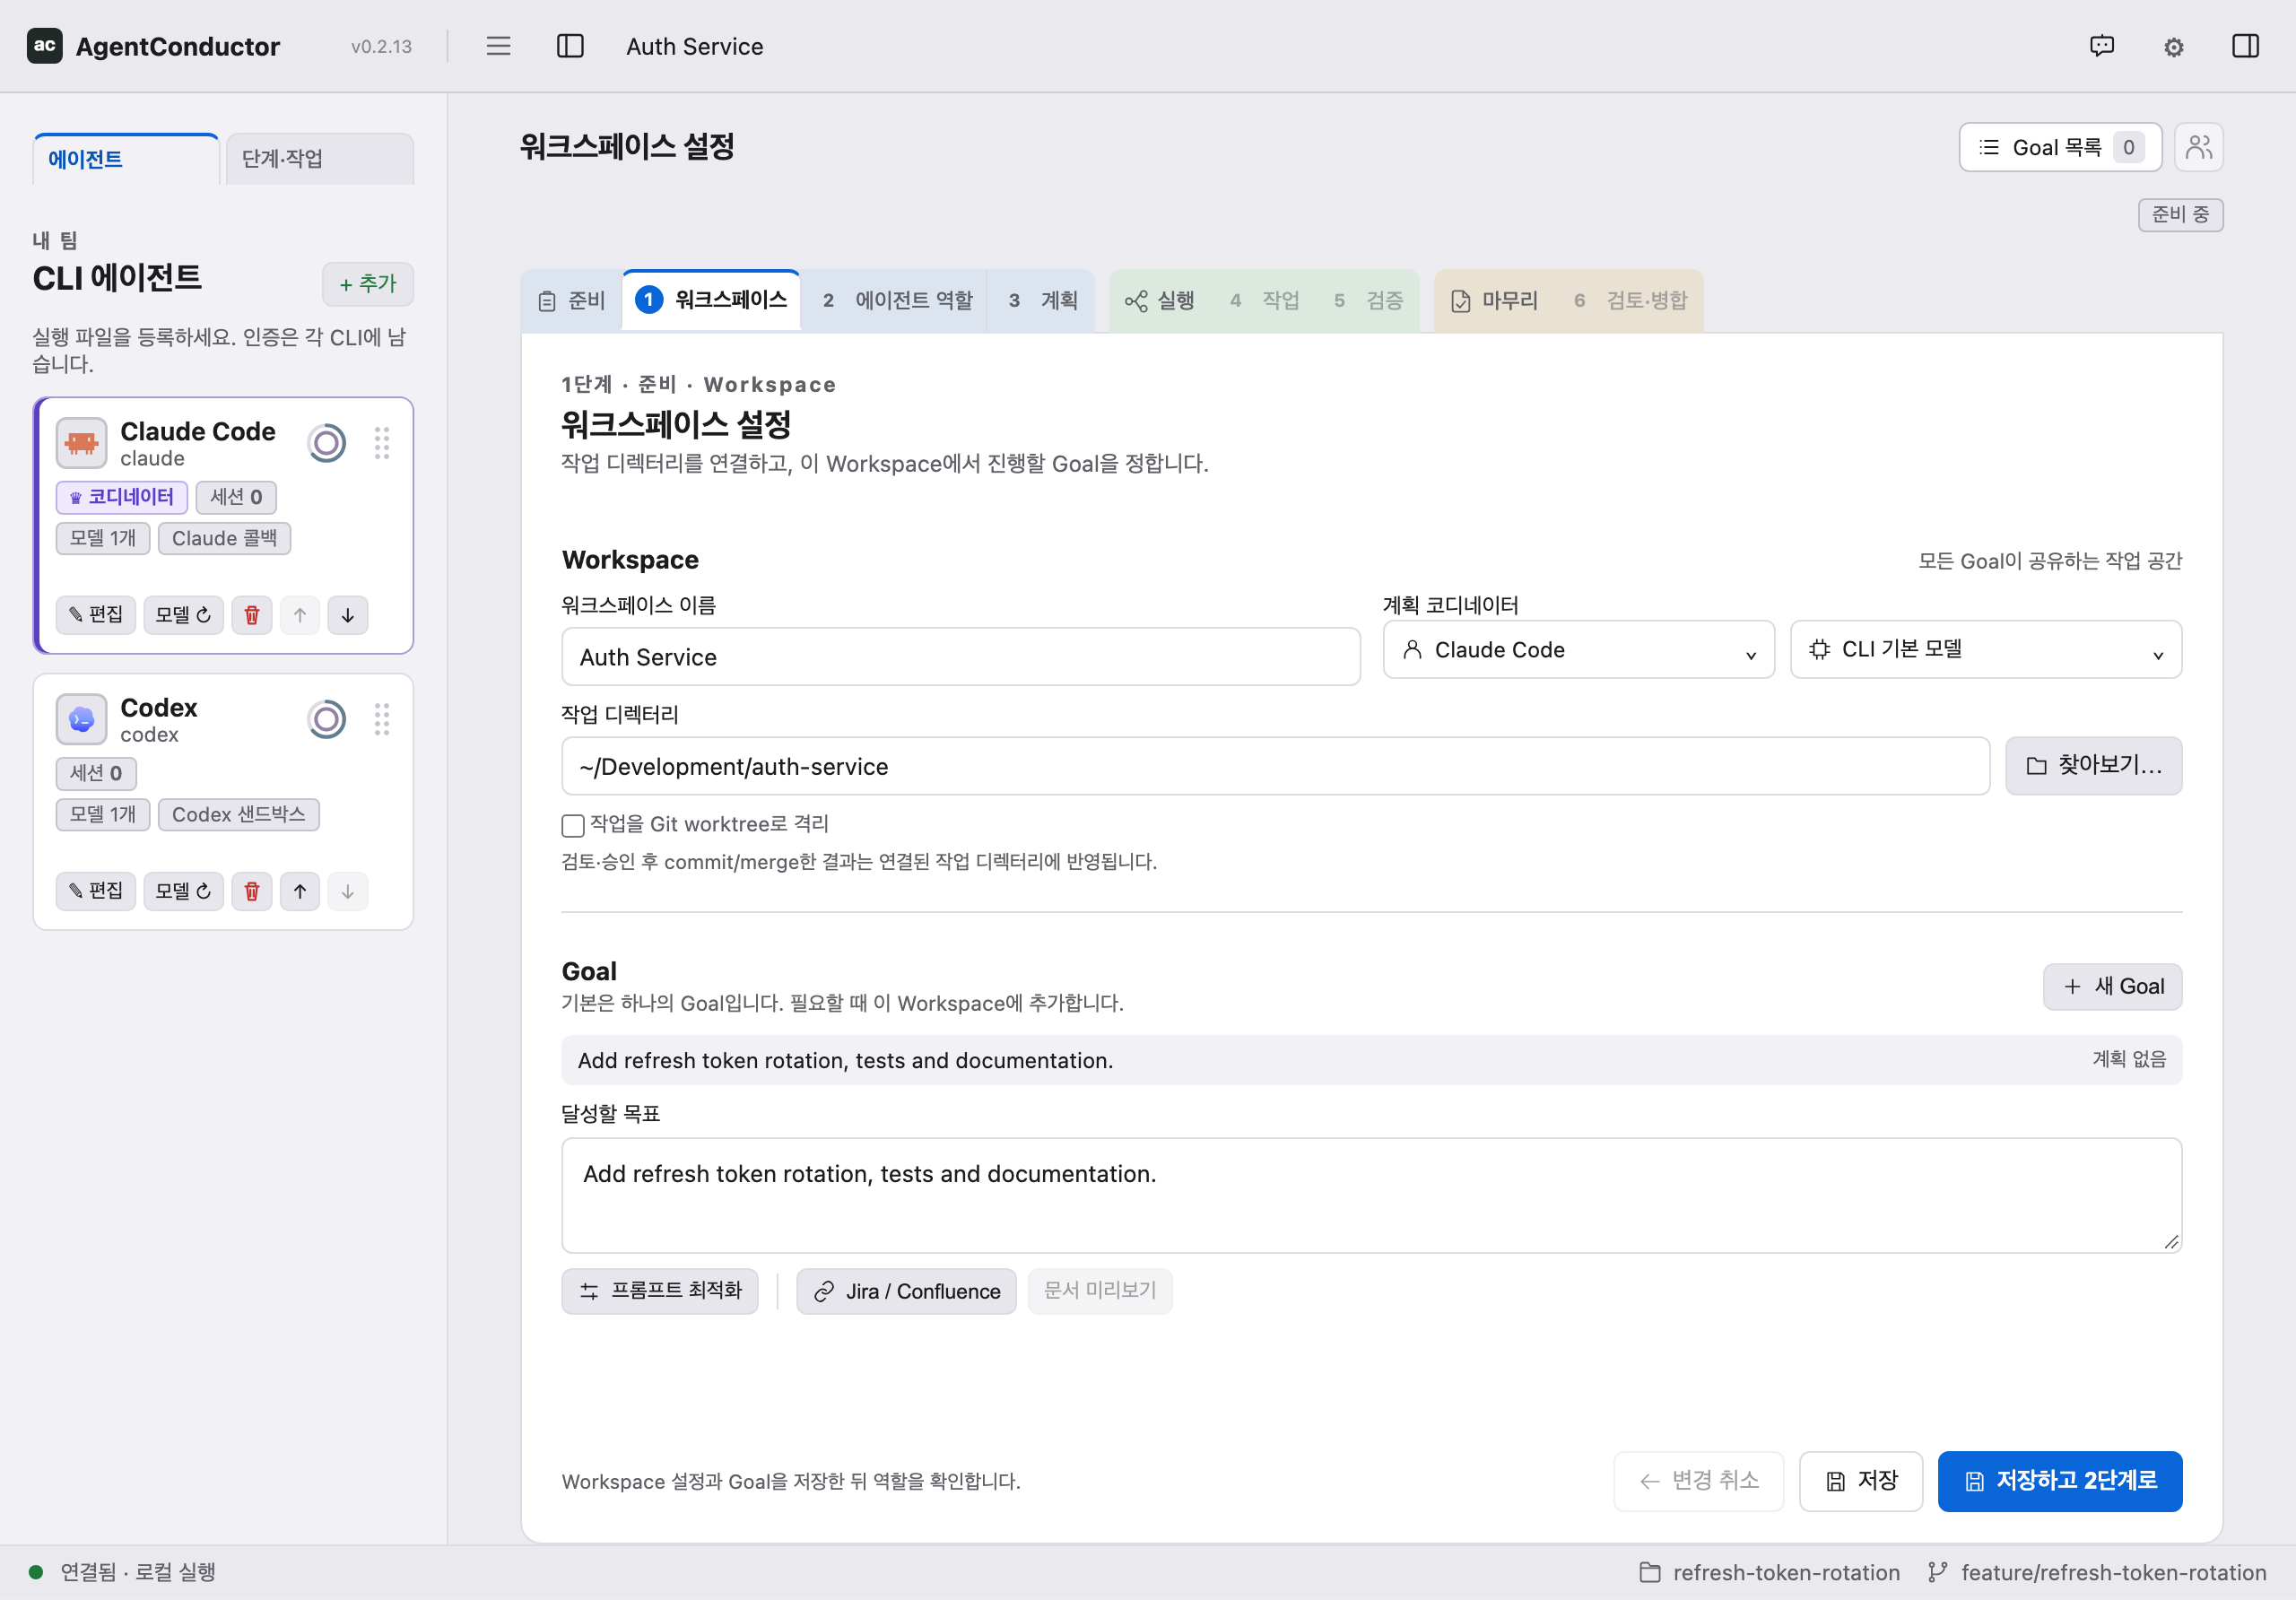 ac AgentConductor v0.2.13 Auth Service
에이전트 단계·작업
내 팀
CLI 에이전트
+ 추가
실행 파일을 등록하세요. 인증은 각 CLI에 남
습니다.
Claude Code
claude
코디네이터 세션 0
모델 1개 Claude 콜백
편집 모델
Codex
codex
세션 0
모델 1개 Codex 샌드박스
편집 모델
워크스페이스 설정
Goal 목록 0
준비 중
준비 1 워크스페이스 2 에이전트 역할 3 계획 실행 4 작업 5 검증 마무리 6 검토·병합
1단계 · 준비 · Workspace
워크스페이스 설정
작업 디렉터리를 연결하고, 이 Workspace에서 진행할 Goal을 정합니다.
Workspace 모든 Goal이 공유하는 작업 공간
워크스페이스 이름 계획 코디네이터
Auth Service Claude Code CLI 기본 모델
작업 디렉터리
~/Development/auth-service 찾아보기...
작업을 Git worktree로 격리
검토·승인 후 commit/merge한 결과는 연결된 작업 디렉터리에 반영됩니다.
Goal
기본은 하나의 Goal입니다. 필요할 때 이 Workspace에 추가합니다.
+ 새 Goal
Add refresh token rotation, tests and documentation. 계획 없음
달성할 목표
Add refresh token rotation, tests and documentation.
프롬프트 최적화 Jira / Confluence 문서 미리보기
Workspace 설정과 Goal을 저장한 뒤 역할을 확인합니다. ← 변경 취소 저장 저장하고 2단계로
연결됨 · 로컬 실행 refresh-token-rotation feature/refresh-token-rotation